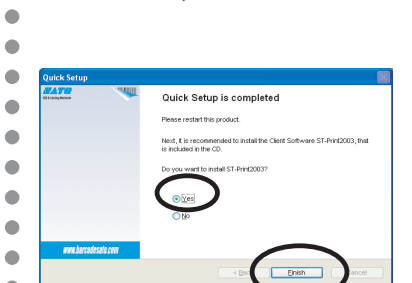 Quick Setup
SATO
Quick Setup is completed
Please restart this product.
Next, it is recommended to install the Client Software ST-Print2003, that
is included in the CD.
Do you want to install ST-Print2003?
Yes
No
www.barcodesato.com
Finish